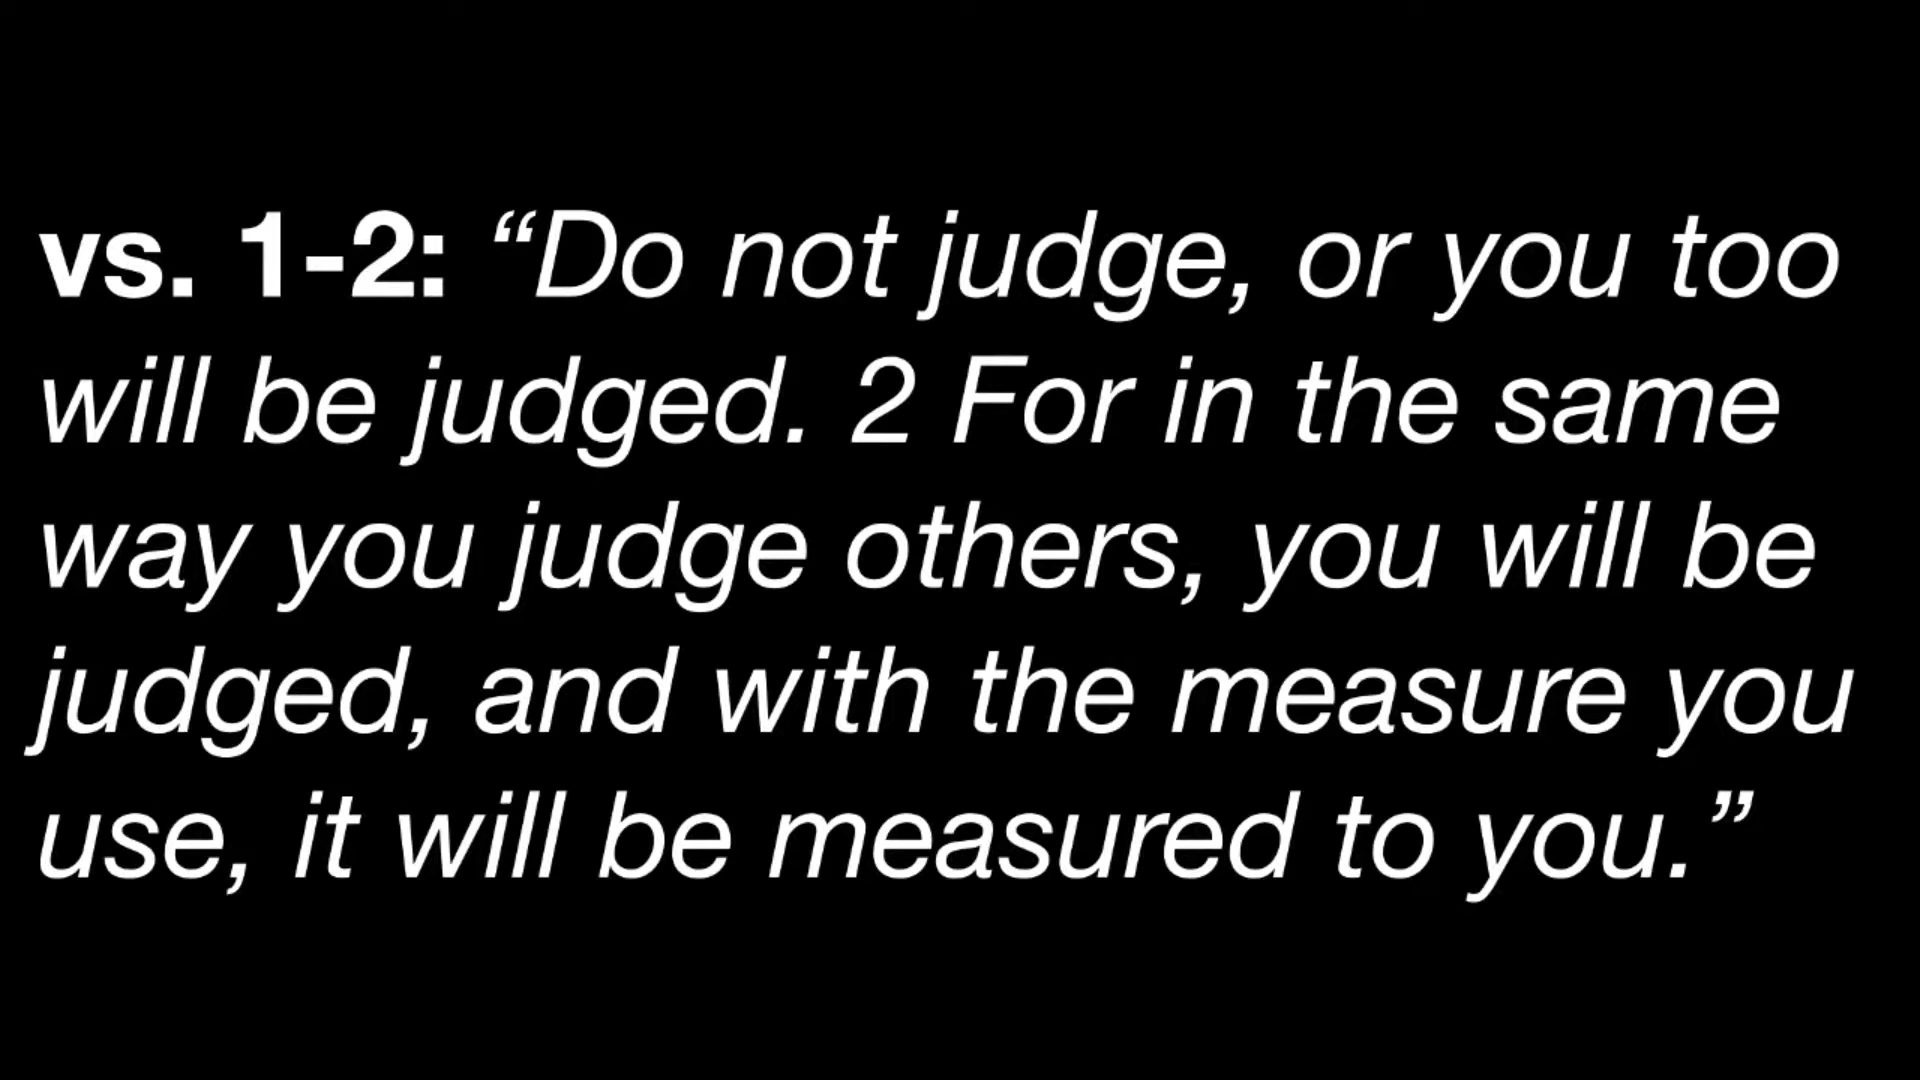 vs. 1-2: “Do not judge, or you too
will be judged. 2 For in the same
way you judge others, you will be
judged, and with the measure you
use, it will be measured to you.”